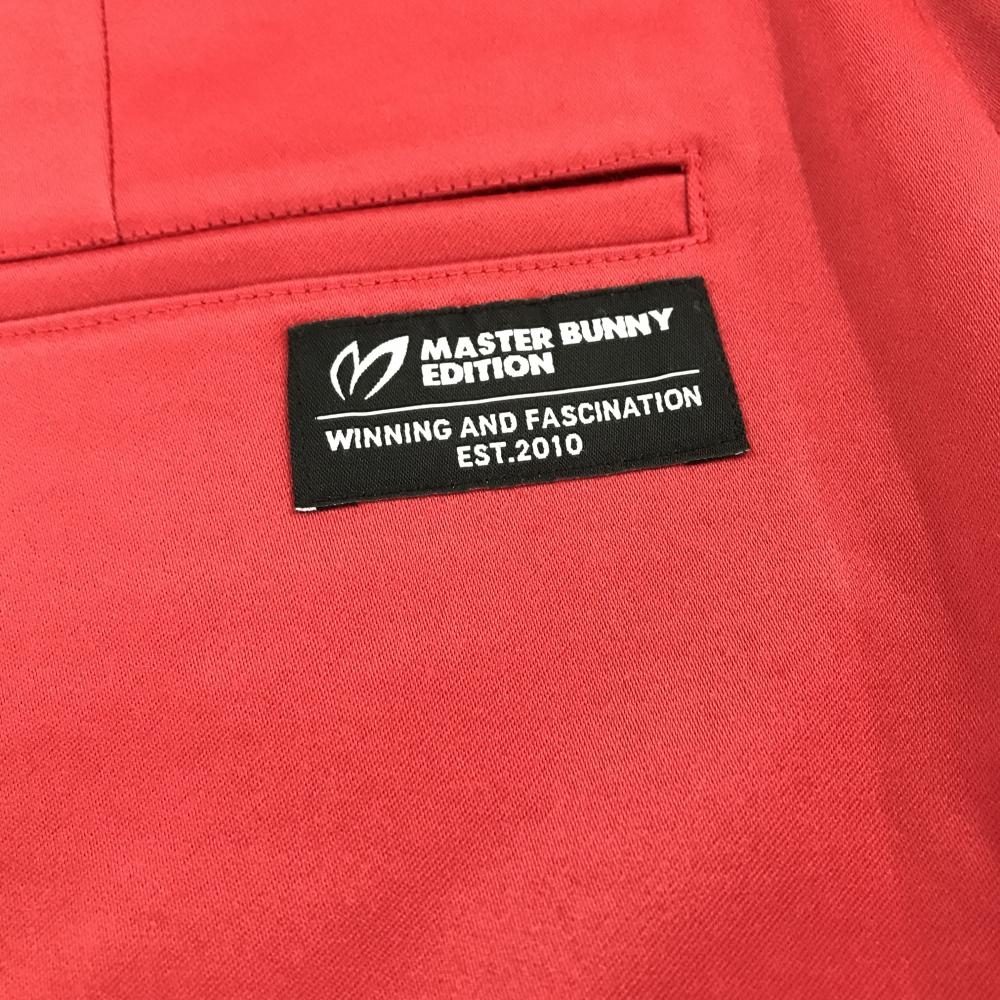 MASTER BUNNY
EDITION
WINNING AND FASCINATION
EST.2010